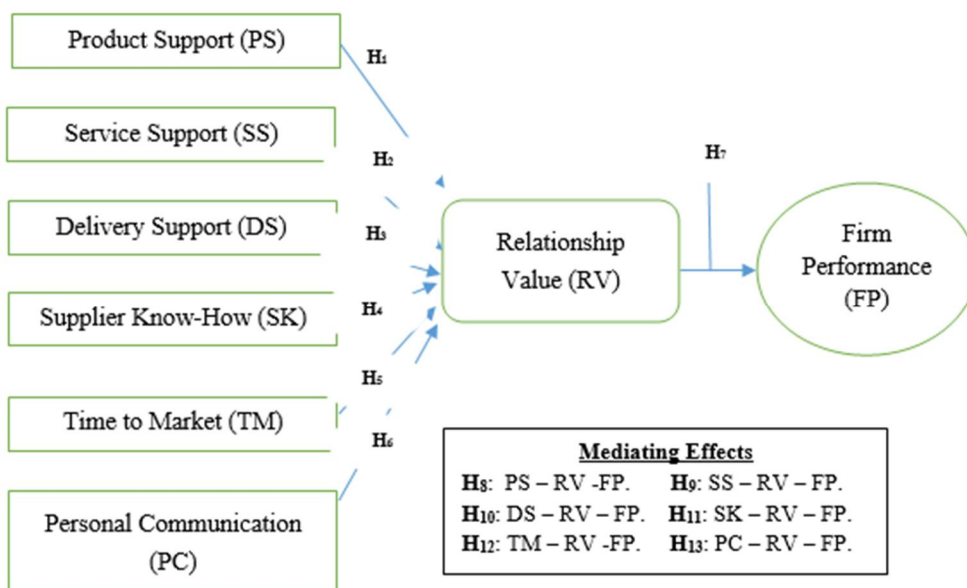 Product Support (PS)
H₁
Service Support (SS)
H₂
H₇
Delivery Support (DS)
H₃
Relationship
Value (RV)
Firm
Performance
(FP)
Supplier Know-How (SK)
H₄
H₅
Time to Market (TM)
H₆
Personal Communication
(PC)
Mediating Effects
H₈: PS – RV -FP. H₉: SS – RV – FP.
H₁₀: DS – RV – FP. H₁₁: SK – RV – FP.
H₁₂: TM – RV -FP. H₁₃: PC – RV – FP.